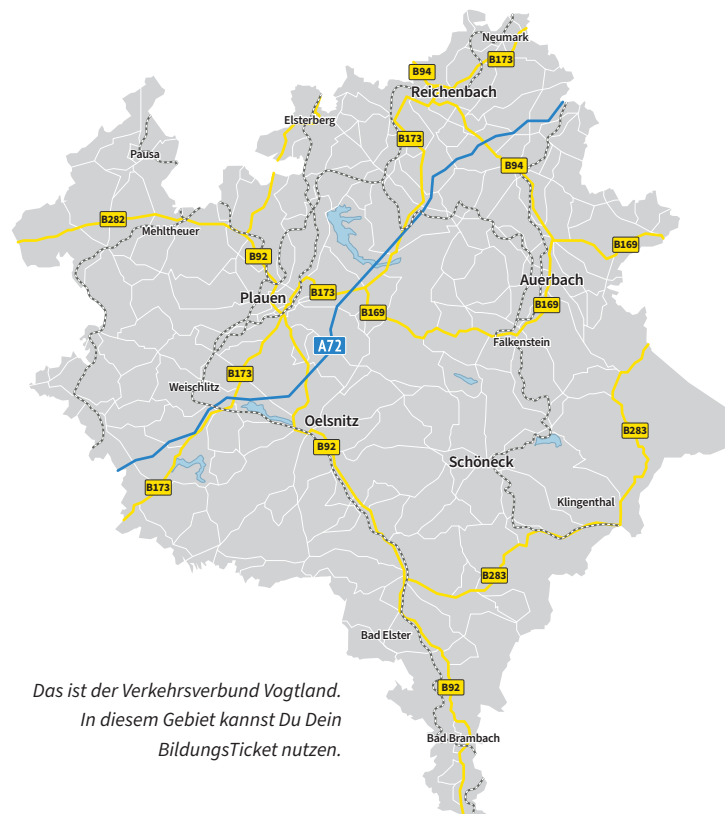 Neumark
B173
B94
Reichenbach
Elsterberg
B173
Pausa
B94
B282
Mehltheuer
B169
B92
Auerbach
B173
Plauen
B169
B169
A72
Falkenstein
B173
Weischlitz
Oelsnitz
B283
B92
Schöneck
B173
Klingenthal
B283
Bad Elster
Das ist der Verkehrsverbund Vogtland.
In diesem Gebiet kannst Du Dein
BildungsTicket nutzen.
B92
Bad Brambach